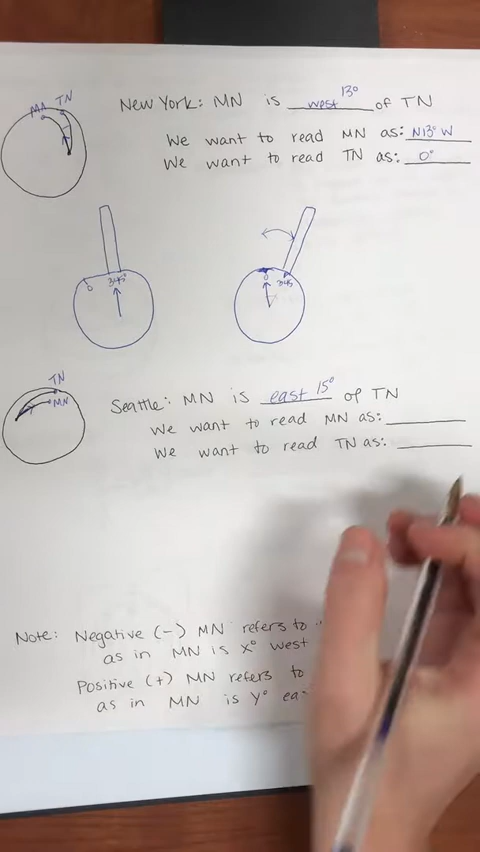 MN TN
New York: MN is west 13° of TN
We want to read MN as: N13°W
We want to read TN as: 0°
0 345°
0 345
TN
MN
Seattle: MN is east 15° of TN
We want to read MN as:
We want to read TN as:
Note: Negative (-) MN refers to
as in MN is x° west
Positive (+) MN refers to
as in MN is y° ea